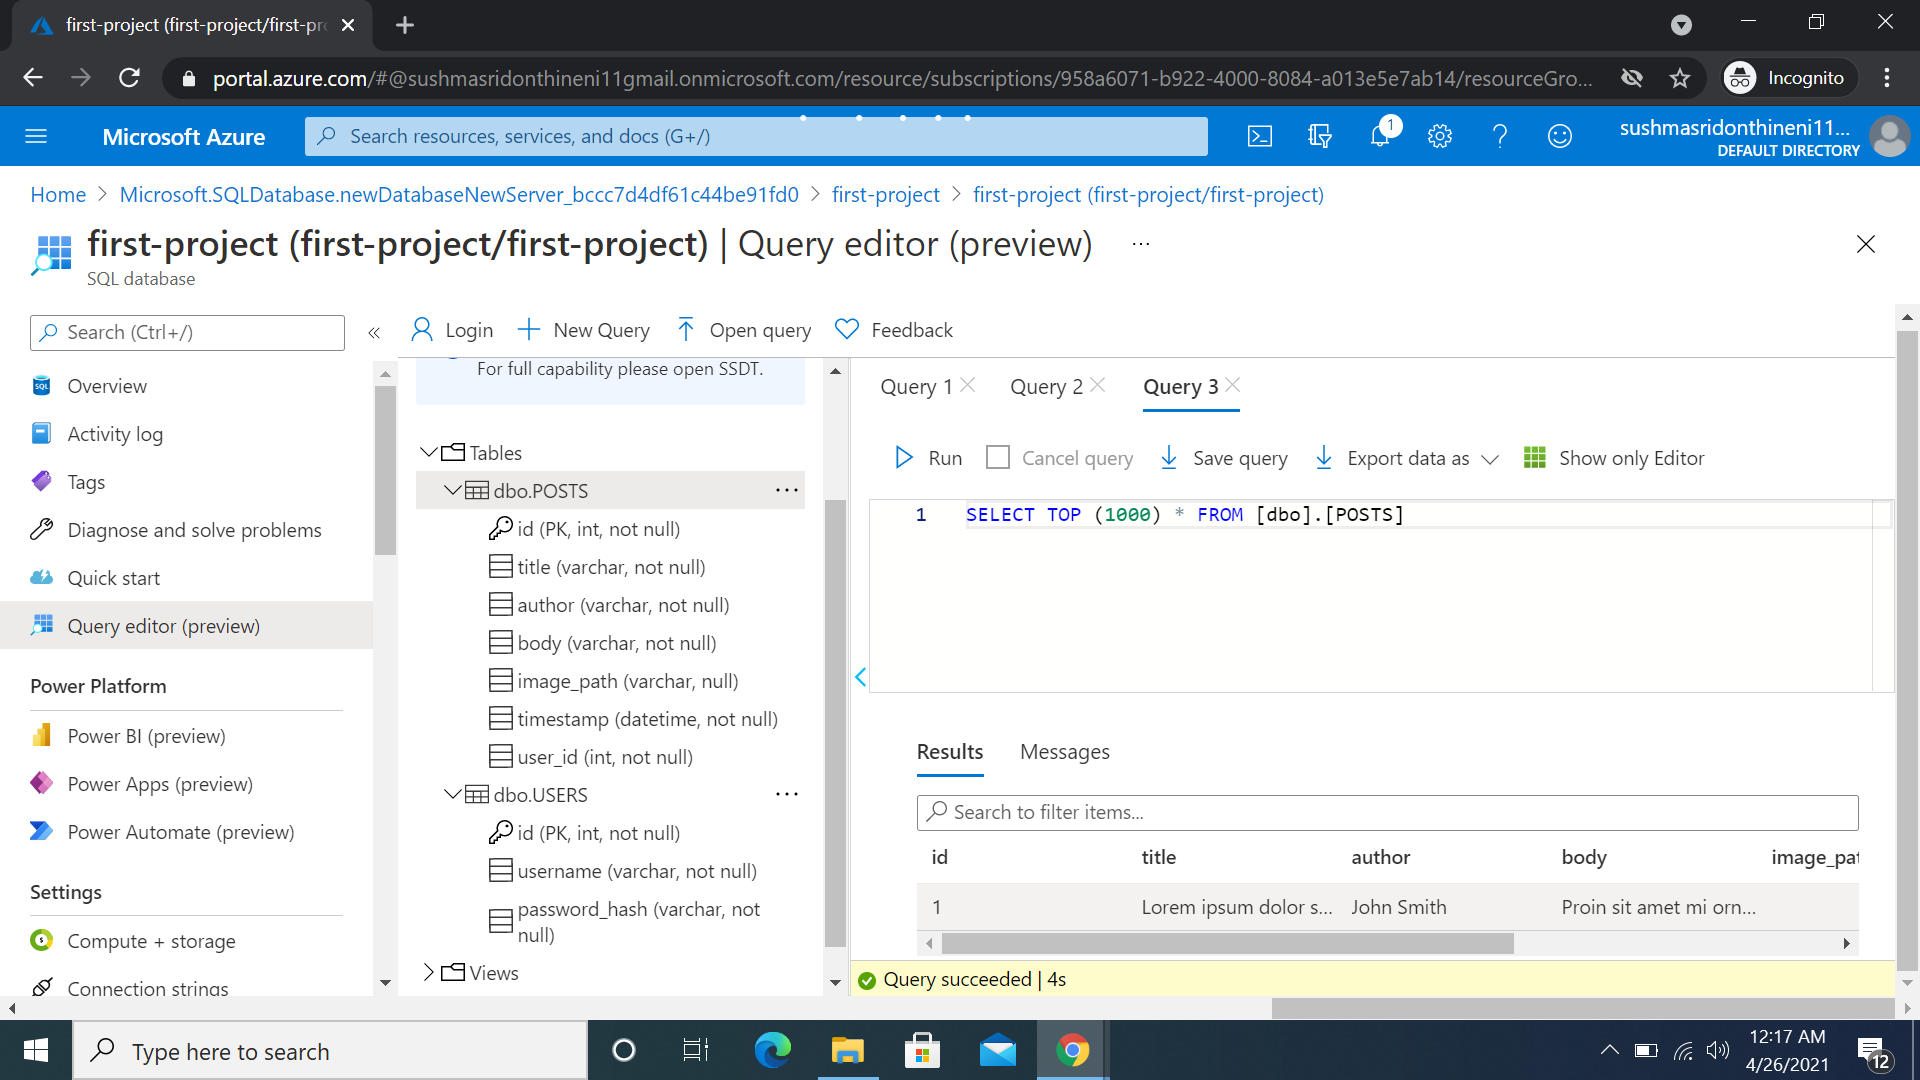 first-project (first-project/first-pro
portal.azure.com/#@sushmasridonthineni11gmail.onmicrosoft.com/resource/subscriptions/958a6071-b922-4000-8084-a013e5e7ab14/resourceGro...
Incognito
Microsoft Azure
Search resources, services, and docs (G+/)
1
sushmasridonthineni11...
DEFAULT DIRECTORY
Home > Microsoft.SQLDatabase.newDatabaseNewServer_bccc7d4df61c44be91fd0 > first-project > first-project (first-project/first-project)
first-project (first-project/first-project) | Query editor (preview) ...
SQL database
Search (Ctrl+/)
«
Overview
Activity log
Tags
Diagnose and solve problems
Quick start
Query editor (preview)
Power Platform
Power BI (preview)
Power Apps (preview)
Power Automate (preview)
Settings
Compute + storage
Connection strings
Login
New Query
Open query
Feedback
For full capability please open SSDT.
Tables
dbo.POSTS ...
id (PK, int, not null)
title (varchar, not null)
author (varchar, not null)
body (varchar, not null)
image_path (varchar, null)
timestamp (datetime, not null)
user_id (int, not null)
dbo.USERS ...
id (PK, int, not null)
username (varchar, not null)
password_hash (varchar, not
null)
Views
Query 1
Query 2
Query 3
Run
Cancel query
Save query
Export data as
Show only Editor
1 SELECT TOP (1000) * FROM [dbo].[POSTS]
Results
Messages
Search to filter items...
id title author body image_pat
1 Lorem ipsum dolor s... John Smith Proin sit amet mi orn...
Query succeeded | 4s
Type here to search
12:17 AM
4/26/2021
12